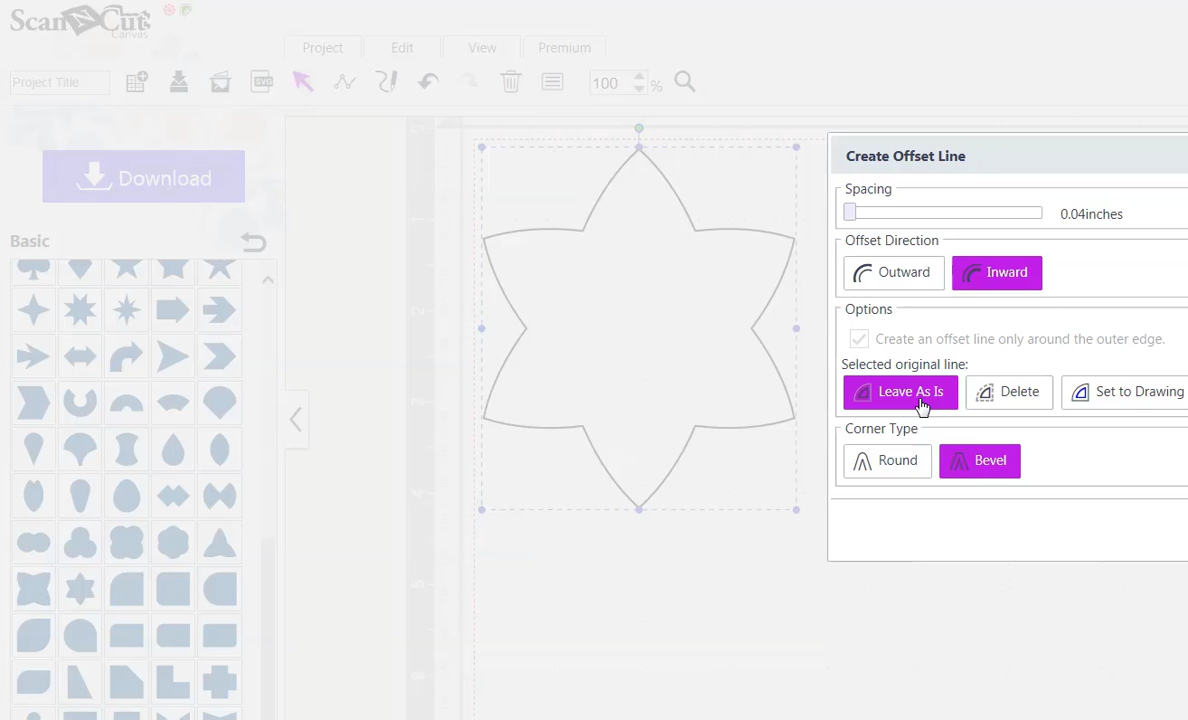 ScanNCut
Canvas
Project Edit View Premium
Project Title
SVG
100 %
Download
Basic
Create Offset Line
Spacing
0.04inches
Offset Direction
Outward Inward
Options
Create an offset line only around the outer edge.
Selected original line:
Leave As Is Delete Set to Drawing
Corner Type
Round Bevel